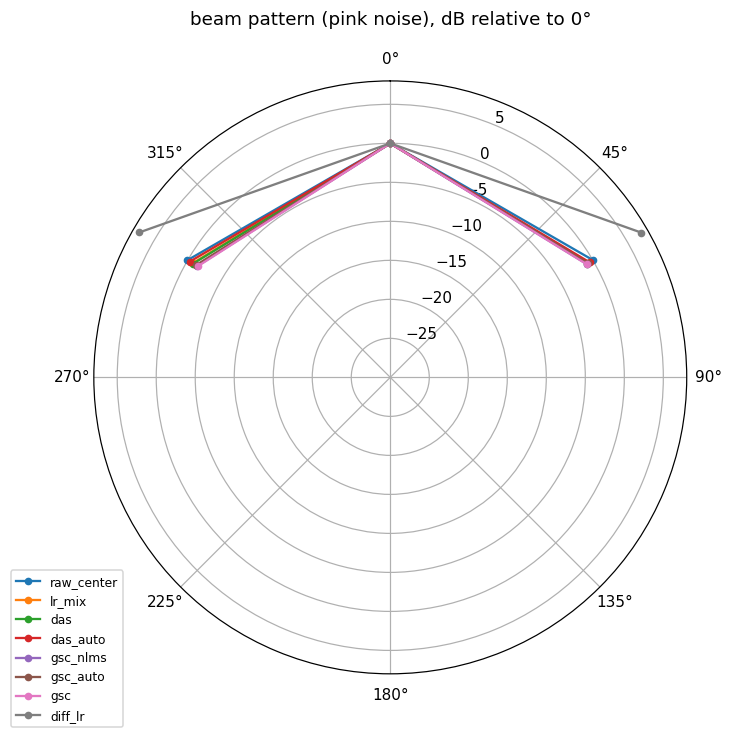 beam pattern (pink noise), dB relative to 0°
0°
45°
90°
135°
180°
225°
270°
315°
5
0
−5
−10
−15
−20
−25
raw_center
lr_mix
das
das_auto
gsc_nlms
gsc_auto
gsc
diff_lr